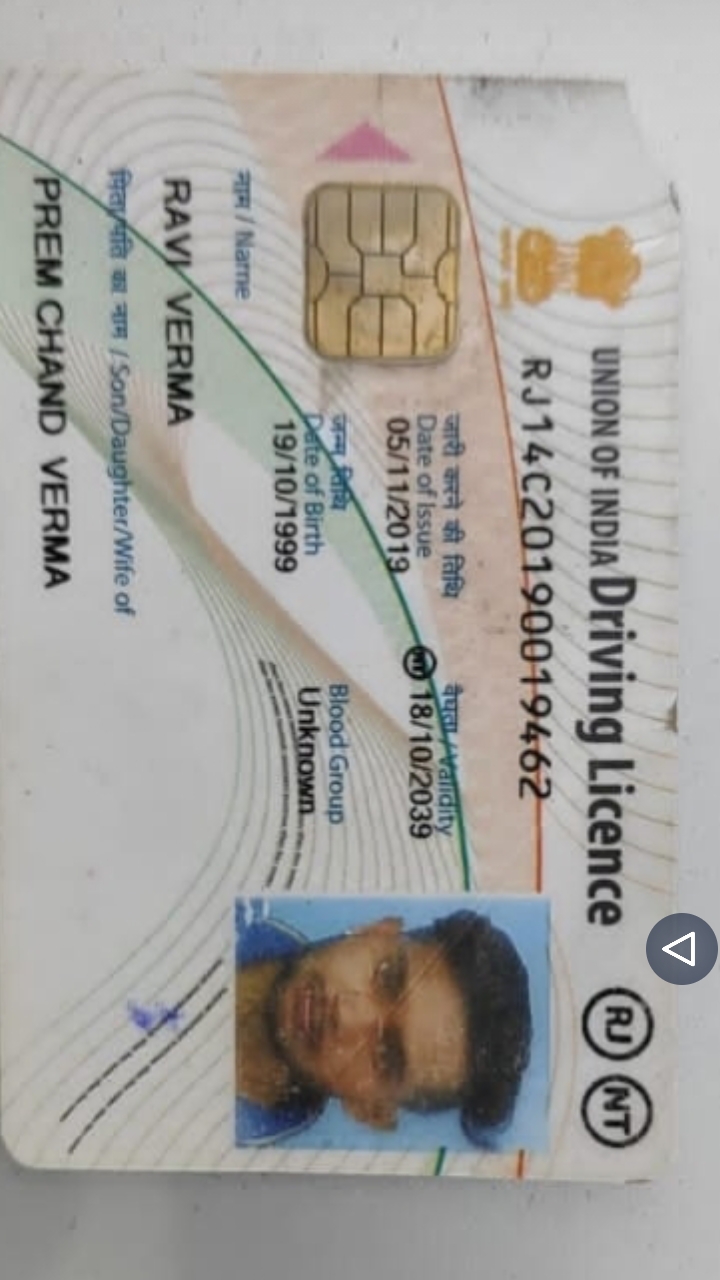 UNION OF INDIA Driving Licence RJ NT
RJ14C20190019462
जारी करने की तिथि वैधता / Validity
Date of Issue
05/11/2019 NT 18/10/2039
जन्म तिथि Blood Group
Date of Birth Unknown
19/10/1999
नाम / Name
RAVI VERMA
पिता/पति का नाम / Son/Daughter/Wife of
PREM CHAND VERMA